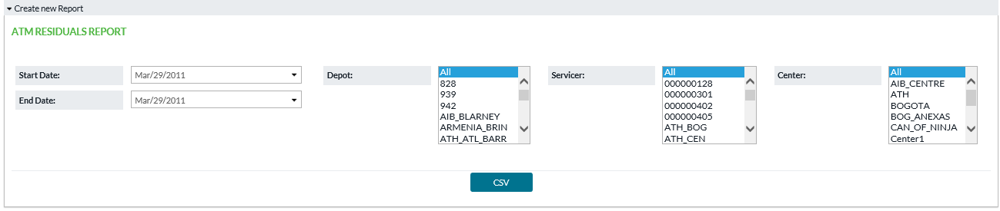 Create new Report
ATM RESIDUALS REPORT
Start Date:
Mar/29/2011
End Date:
Mar/29/2011
Depot:
All
828
939
942
AIB_BLARNEY
ARMENIA_BRIN
ATH_ATL_BARR
Servicer:
All
000000128
000000301
000000402
000000405
ATH_BOG
ATH_CEN
Center:
All
AIB_CENTRE
ATH
BOGOTA
BOG_ANEXAS
CAN_OF_NINJA
Center1
CSV